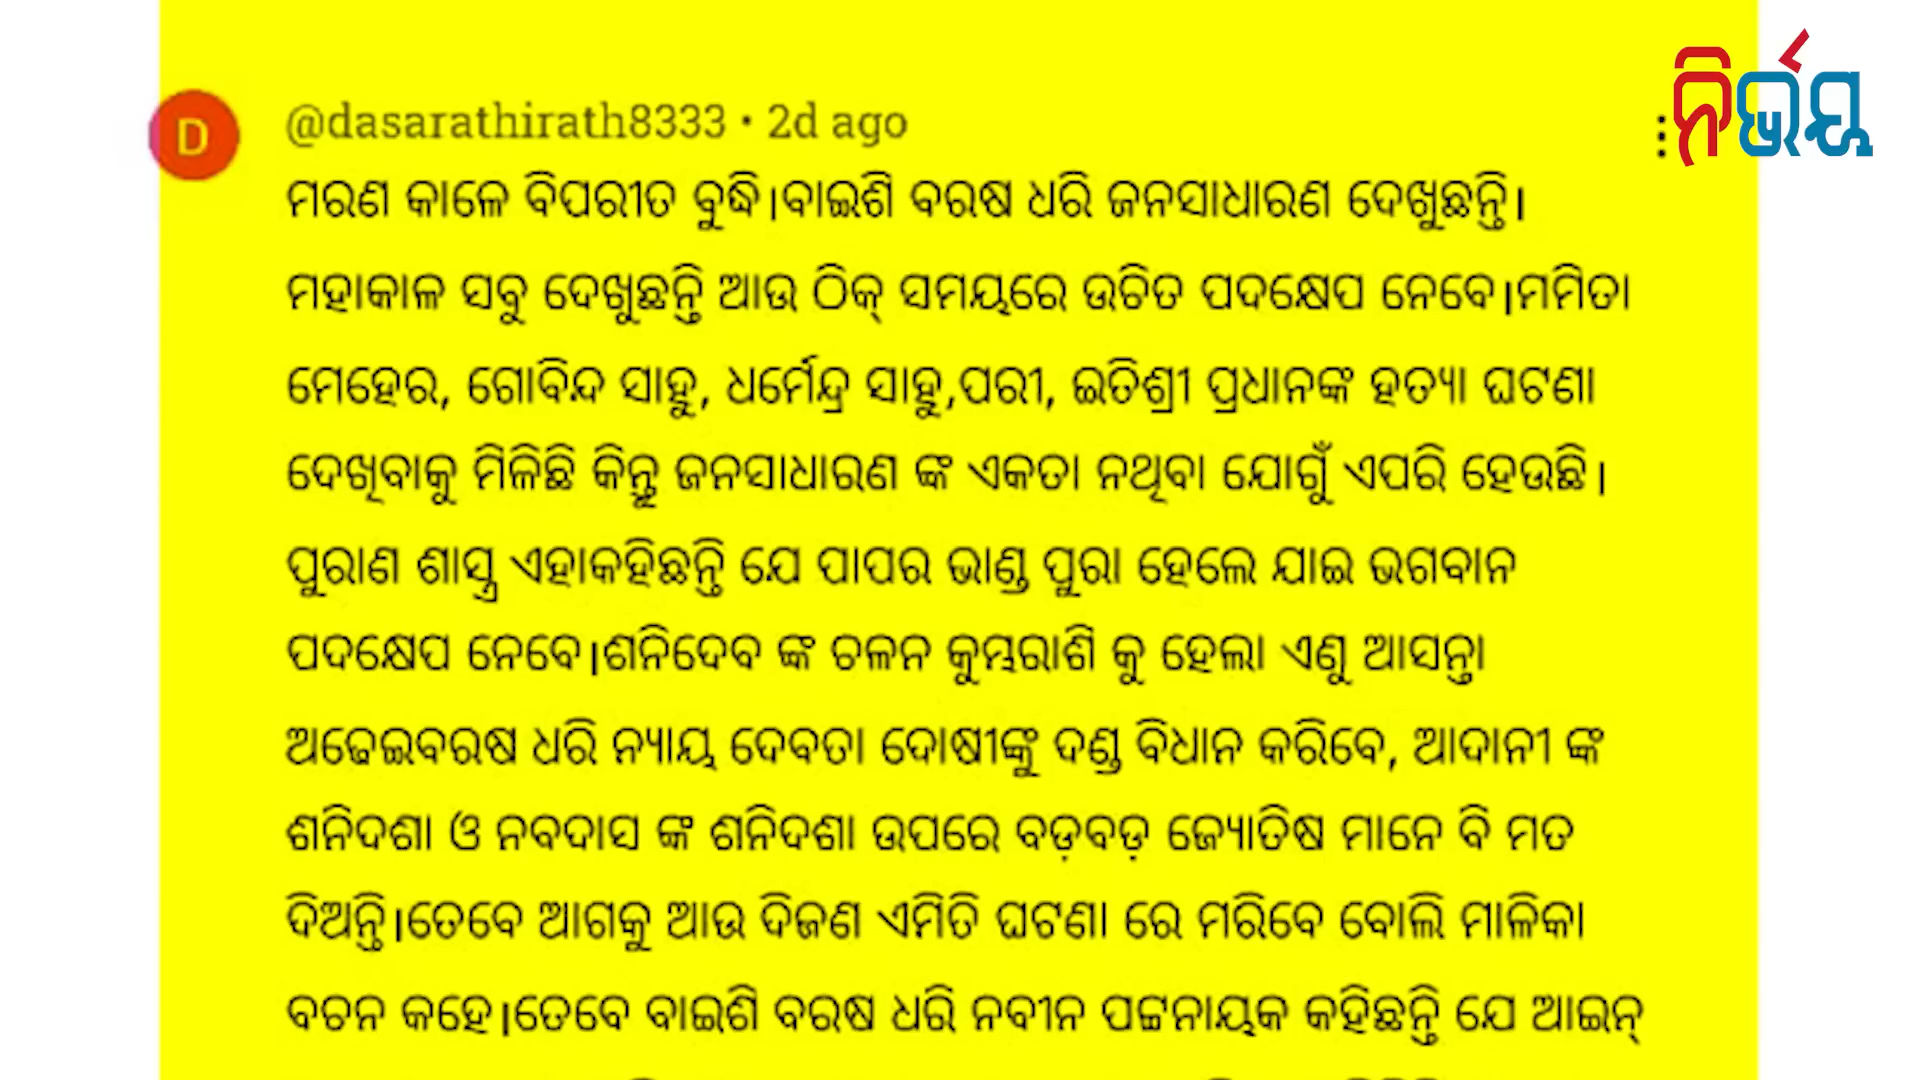 ନିର୍ଭୟ
D
@dasarathirath8333 • 2d ago
ମରଣ କାଳେ ବିପରୀତ ବୁଦ୍ଧି।ବାଇଶି ବରଷ ଧରି ଜନସାଧାରଣ ଦେଖୁଛନ୍ତି।
ମହାକାଳ ସବୁ ଦେଖୁଛନ୍ତି ଆଉ ଠିକ୍ ସମୟରେ ଉଚିତ ପଦକ୍ଷେପ ନେବେ।ମମିତା
ମେହେର, ଗୋବିନ୍ଦ ସାହୁ, ଧର୍ମେନ୍ଦ୍ର ସାହୁ,ପରୀ, ଇତିଶ୍ରୀ ପ୍ରଧାନଙ୍କ ହତ୍ୟା ଘଟଣା
ଦେଖିବାକୁ ମିଳିଛି କିନ୍ତୁ ଜନସାଧାରଣ ଙ୍କ ଏକତା ନଥିବା ଯୋଗୁଁ ଏପରି ହେଉଛି।
ପୁରାଣ ଶାସ୍ତ୍ର ଏହାକହିଛନ୍ତି ଯେ ପାପର ଭାଣ୍ଡ ପୁରା ହେଲେ ଯାଇ ଭଗବାନ
ପଦକ୍ଷେପ ନେବେ।ଶନିଦେବ ଙ୍କ ଚଳନ କୁମ୍ଭରାଶି କୁ ହେଲା ଏଣୁ ଆସନ୍ତା
ଅଢେଇବରଷ ଧରି ନ୍ୟାୟ ଦେବତା ଦୋଷୀଙ୍କୁ ଦଣ୍ଡ ବିଧାନ କରିବେ, ଆଦାନୀ ଙ୍କ
ଶନିଦଶା ଓ ନବଦାସ ଙ୍କ ଶନିଦଶା ଉପରେ ବଡ଼ବଡ଼ ଜ୍ୟୋତିଷ ମାନେ ବି ମତ
ଦିଅନ୍ତି।ତେବେ ଆଗକୁ ଆଉ ଦିଜଣ ଏମିତି ଘଟଣା ରେ ମରିବେ ବୋଲି ମାଳିକା
ବଚନ କହେ।ତେବେ ବାଇଶି ବରଷ ଧରି ନବୀନ ପଟ୍ଟନାୟକ କହିଛନ୍ତି ଯେ ଆଇନ୍